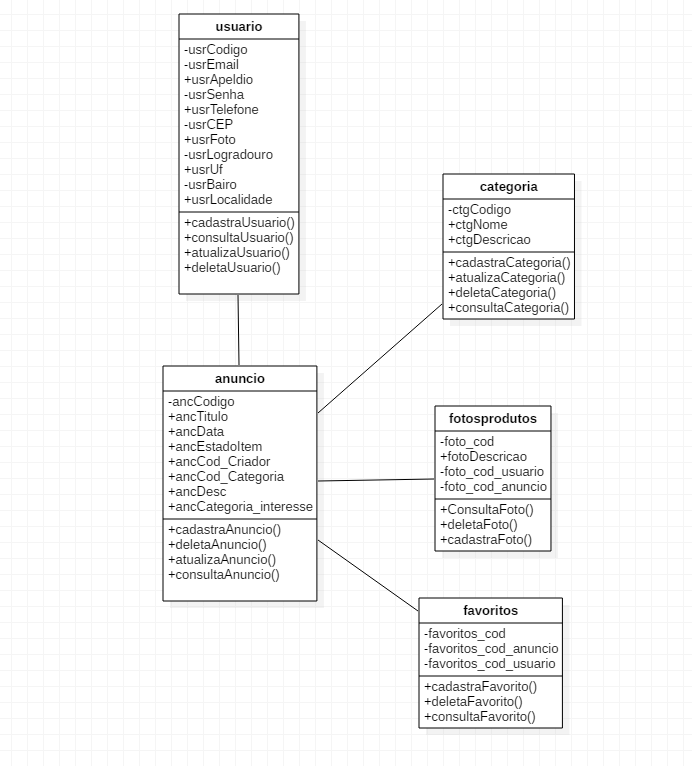 usuario
-usrCodigo
-usrEmail
+usrApeldio
-usrSenha
+usrTelefone
-usrCEP
+usrFoto
-usrLogradouro
+usrUf
-usrBairo
+usrLocalidade
+cadastraUsuario()
+consultaUsuario()
+atualizaUsuario()
+deletaUsuario()
categoria
-ctgCodigo
+ctgNome
+ctgDescricao
+cadastraCategoria()
+atualizaCategoria()
+deletaCategoria()
+consultaCategoria()
anuncio
-ancCodigo
+ancTitulo
+ancData
+ancEstadoItem
+ancCod_Criador
+ancCod_Categoria
+ancDesc
+ancCategoria_interesse
+cadastraAnuncio()
+deletaAnuncio()
+atualizaAnuncio()
+consultaAnuncio()
fotosprodutos
-foto_cod
+fotoDescricao
-foto_cod_usuario
-foto_cod_anuncio
+ConsultaFoto()
+deletaFoto()
+cadastraFoto()
favoritos
-favoritos_cod
-favoritos_cod_anuncio
-favoritos_cod_usuario
+cadastraFavorito()
+deletaFavorito()
+consultaFavorito()